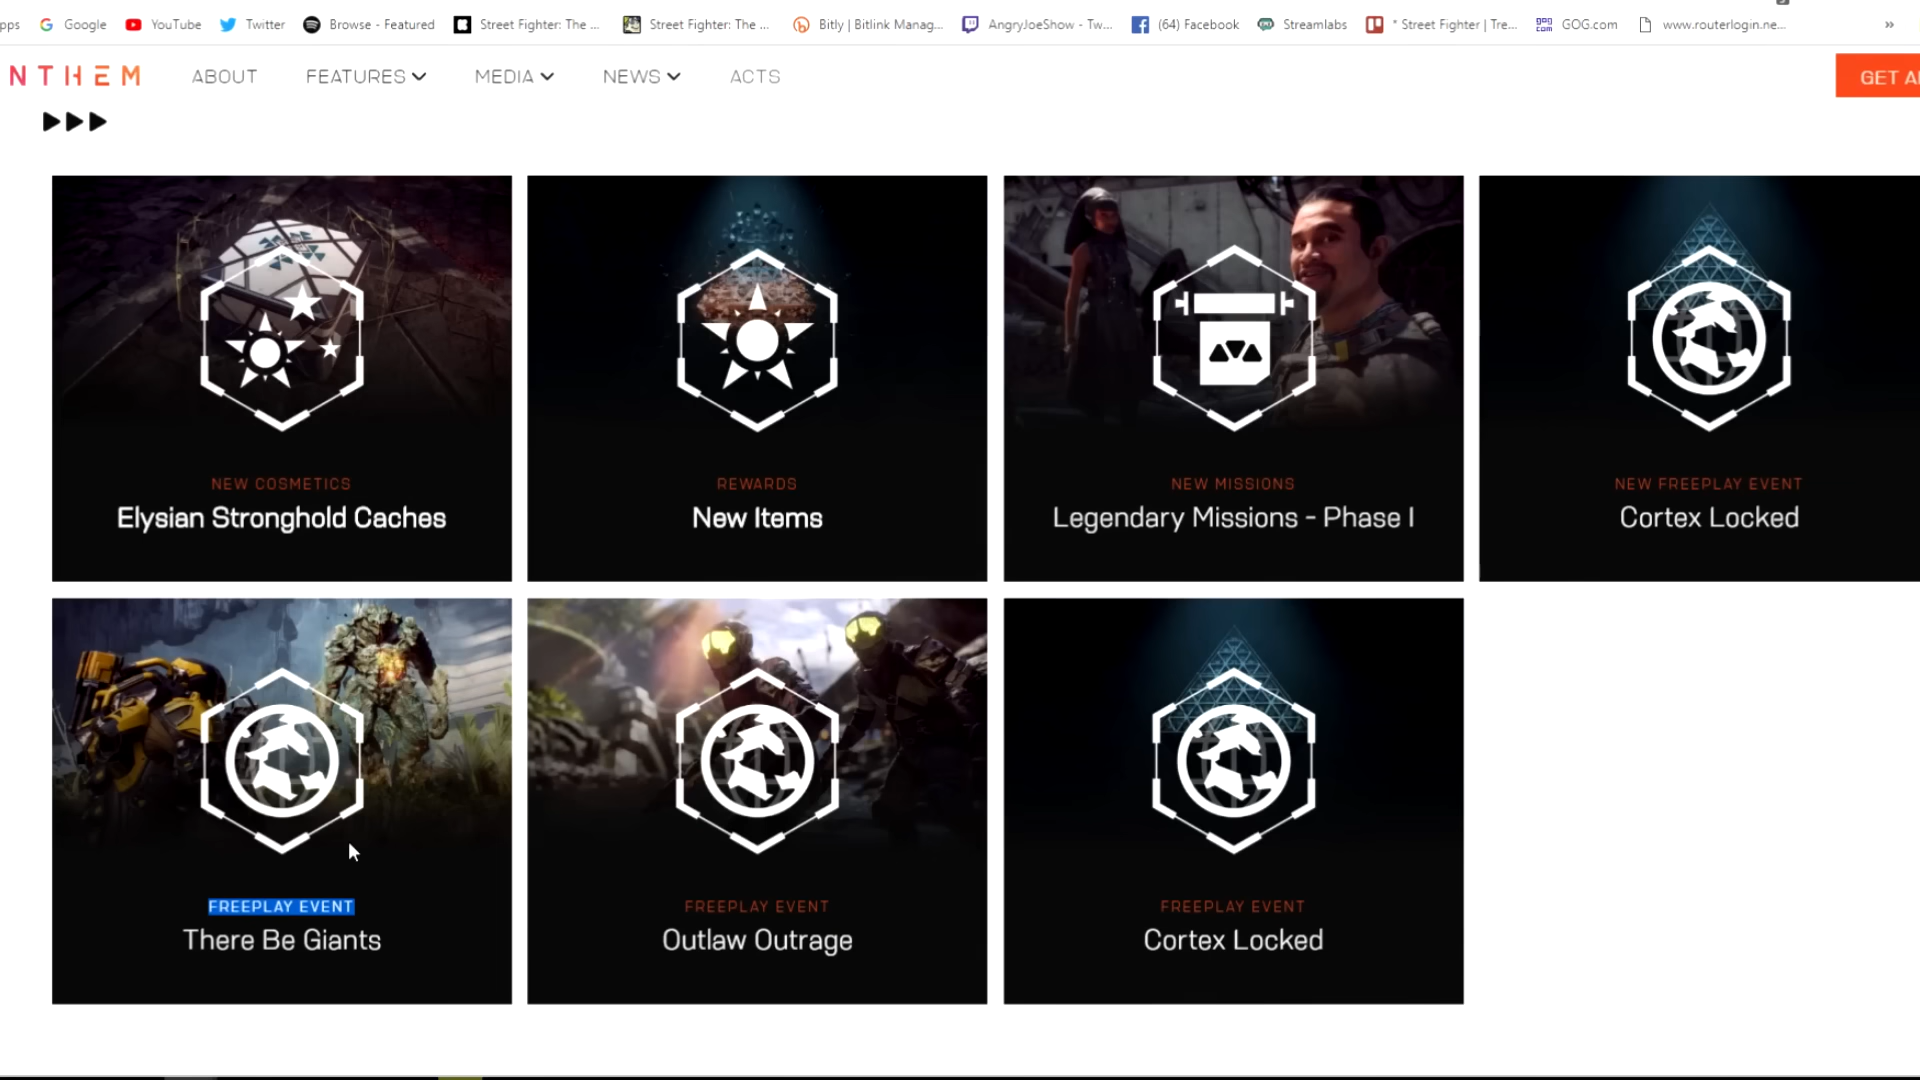 pps Google YouTube Twitter Browse - Featured Street Fighter: The ... Street Fighter: The ... Bitly | Bitlink Manag... AngryJoeShow - Tw... (64) Facebook Streamlabs * Street Fighter | Tre... GOG.com www.routerlogin.ne... »
NTHEM ABOUT FEATURES MEDIA NEWS ACTS GET A
NEW COSMETICS
Elysian Stronghold Caches
REWARDS
New Items
NEW MISSIONS
Legendary Missions - Phase I
NEW FREEPLAY EVENT
Cortex Locked
FREEPLAY EVENT
There Be Giants
FREEPLAY EVENT
Outlaw Outrage
FREEPLAY EVENT
Cortex Locked